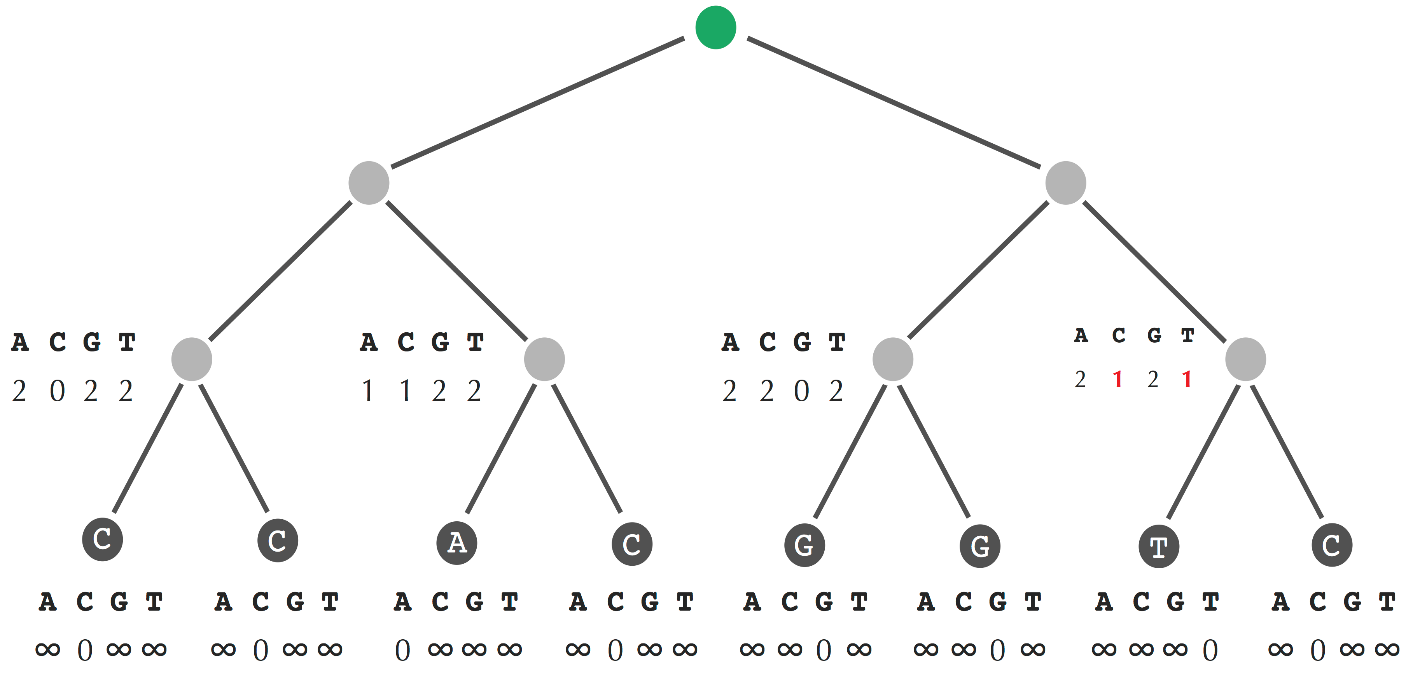 A C G T
2 0 2 2
A C G T
1 1 2 2
A C G T
2 2 0 2
A C G T
2 1 2 1
C
C
A
C
G
G
T
C
A C G T
A C G T
A C G T
A C G T
A C G T
A C G T
A C G T
A C G T
∞ 0 ∞ ∞
∞ 0 ∞ ∞
0 ∞ ∞ ∞
∞ 0 ∞ ∞
∞ ∞ 0 ∞
∞ ∞ 0 ∞
∞ ∞ ∞ 0
∞ 0 ∞ ∞